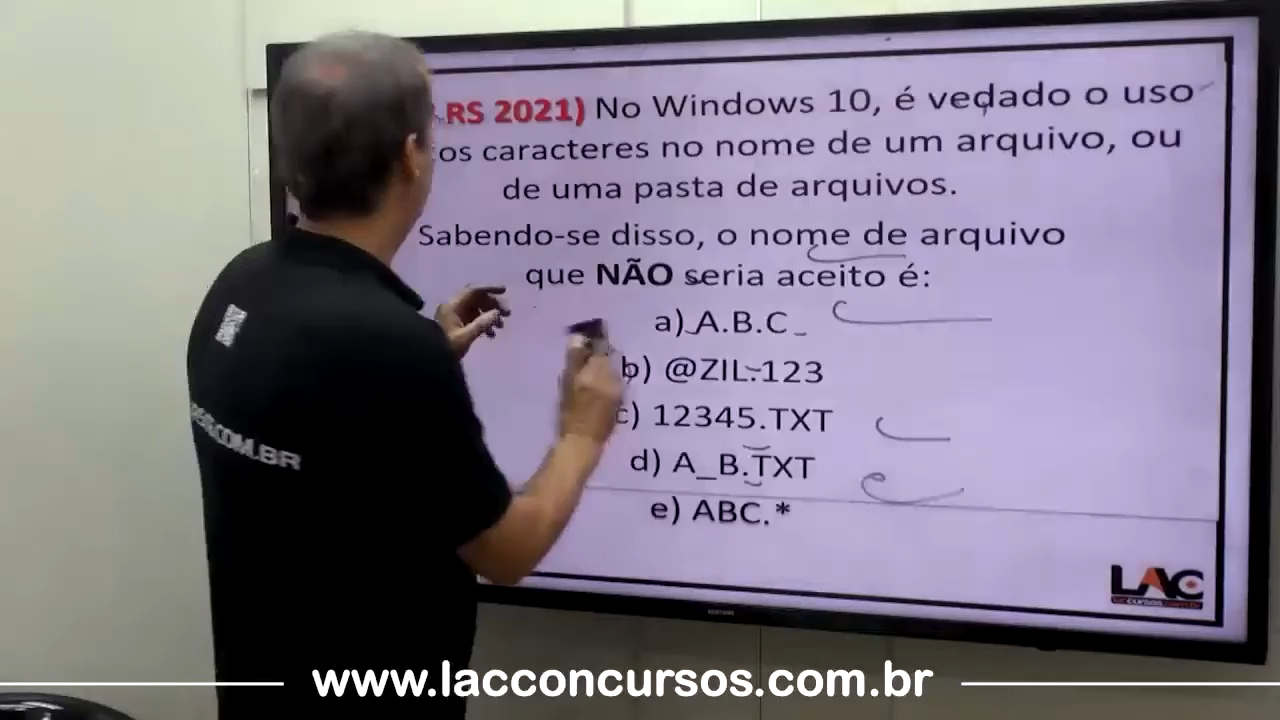 RS 2021) No Windows 10, é vedado o uso
os caracteres no nome de um arquivo, ou
de uma pasta de arquivos.
Sabendo-se disso, o nome de arquivo
que NÃO seria aceito é:
a) A.B.C
b) @ZIL.123
c) 12345.TXT
d) A_B.TXT
e) ABC.*
.COM.BR
LAC
www.lacconcursos.com.br